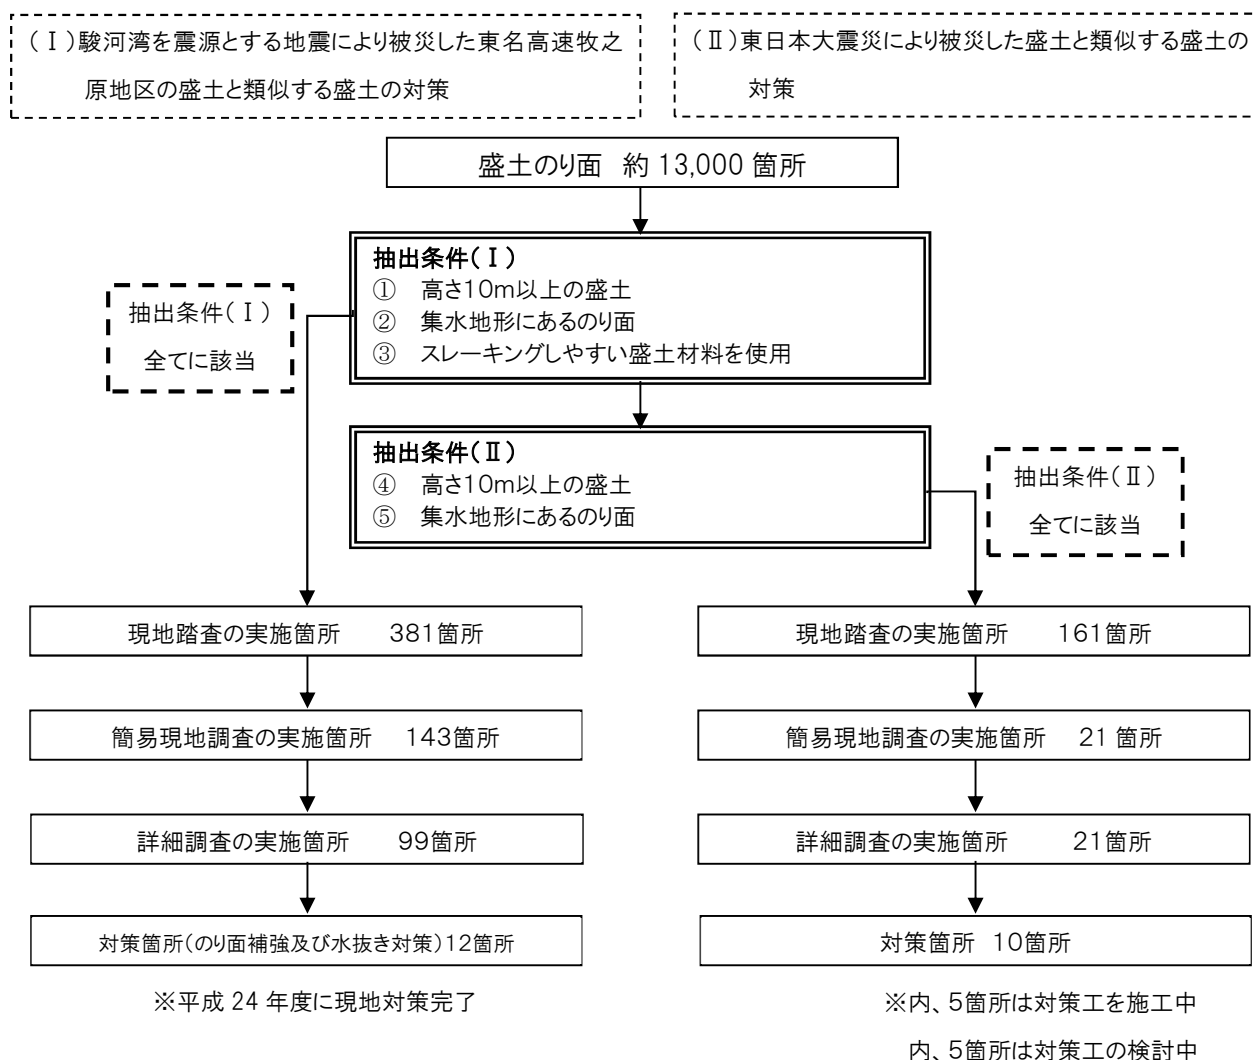 (Ⅰ)駿河湾を震源とする地震により被災した東名高速牧之
原地区の盛土と類似する盛土の対策
(Ⅱ)東日本大震災により被災した盛土と類似する盛土の
対策
盛土のり面 約 13,000 箇所
抽出条件(Ⅰ)
① 高さ10m以上の盛土
② 集水地形にあるのり面
③ スレーキングしやすい盛土材料を使用
抽出条件(Ⅰ)
全てに該当
抽出条件(Ⅱ)
④ 高さ10m以上の盛土
⑤ 集水地形にあるのり面
抽出条件(Ⅱ)
全てに該当
現地踏査の実施箇所 381箇所
簡易現地調査の実施箇所 143箇所
詳細調査の実施箇所 99箇所
対策箇所(のり面補強及び水抜き対策)12箇所
※平成 24 年度に現地対策完了
現地踏査の実施箇所 161箇所
簡易現地調査の実施箇所 21 箇所
詳細調査の実施箇所 21箇所
対策箇所 10箇所
※内、5箇所は対策工を施工中
内、5箇所は対策工の検討中